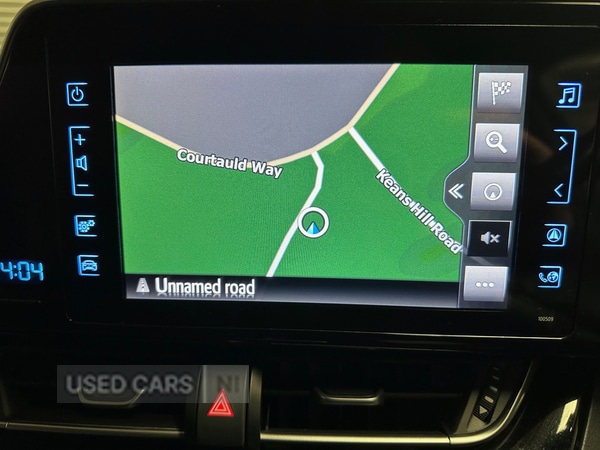 Courtauld Way
Keans Hill Road
4:04
Unnamed road
100509
USED CARS NI